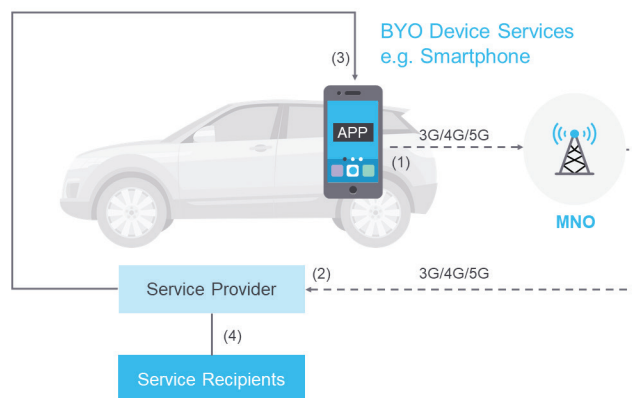 BYO Device Services
e.g. Smartphone
(3)
APP
3G/4G/5G
(1)
MNO
(2)
3G/4G/5G
Service Provider
(4)
Service Recipients